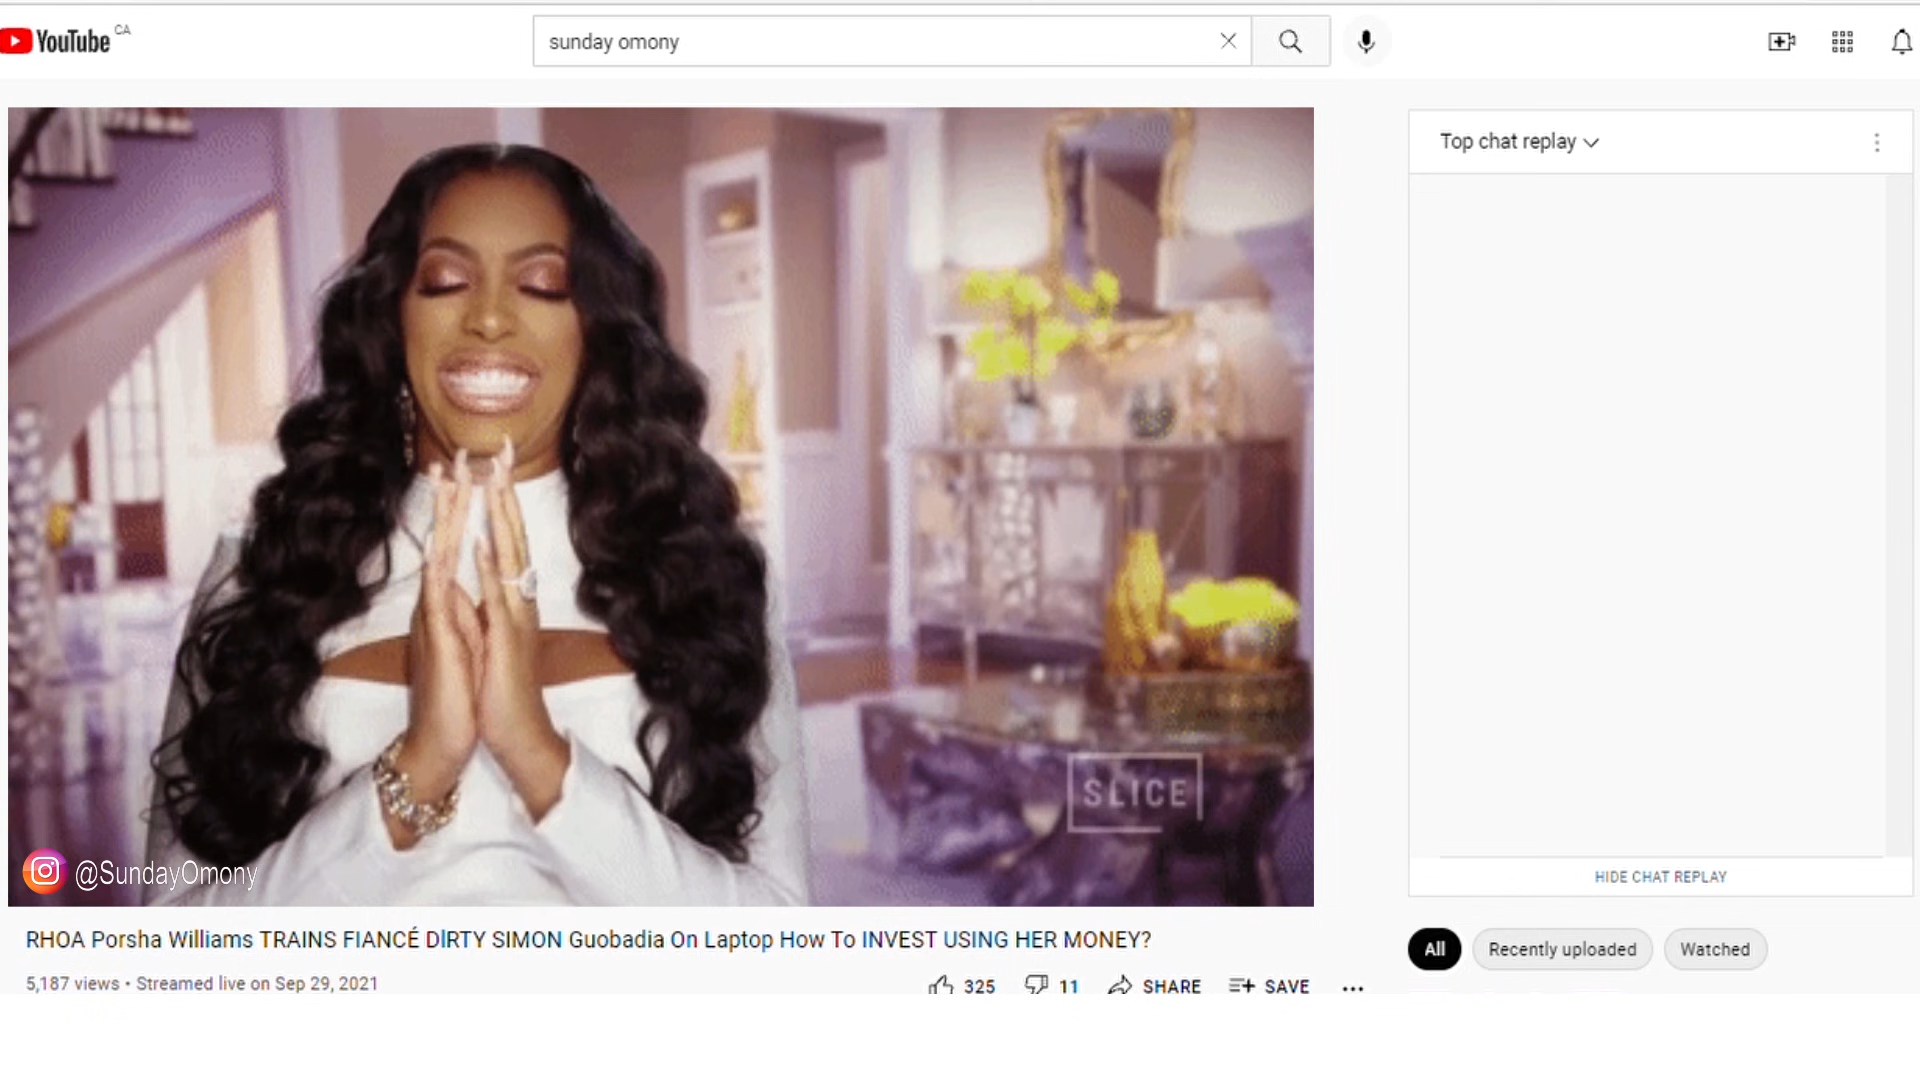 YouTube CA
sunday omony
Top chat replay
SLICE
@SundayOmony
HIDE CHAT REPLAY
RHOA Porsha Williams TRAINS FIANCÉ DIRTY SIMON Guobadia On Laptop How To INVEST USING HER MONEY?
5,187 views • Streamed live on Sep 29, 2021
325 11 SHARE SAVE
All Recently uploaded Watched